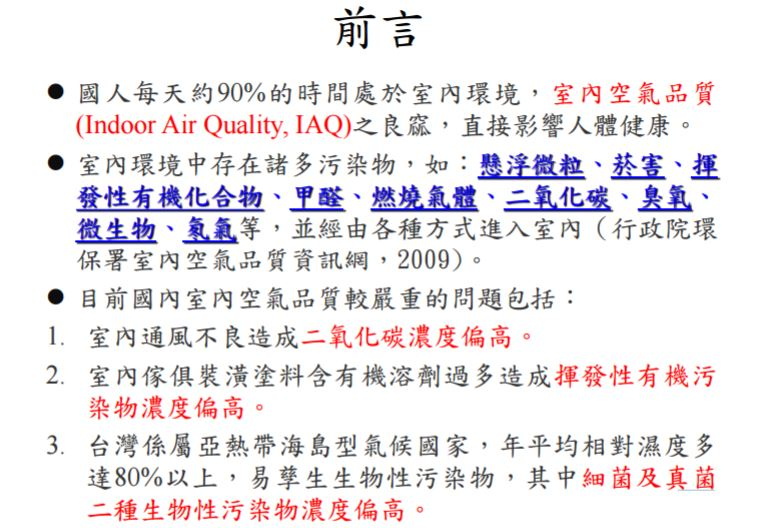 前言
● 國人每天約90%的時間處於室內環境，室內空氣品質
(Indoor Air Quality, IAQ)之良窳，直接影響人體健康。
● 室內環境中存在諸多污染物，如：懸浮微粒、菸害、揮
發性有機化合物、甲醛、燃燒氣體、二氧化碳、臭氧、
微生物、氡氣等，並經由各種方式進入室內（行政院環
保署室內空氣品質資訊網，2009）。
● 目前國內室內空氣品質較嚴重的問題包括：
1. 室內通風不良造成二氧化碳濃度偏高。
2. 室內傢俱裝潢塗料含有機溶劑過多造成揮發性有機污
染物濃度偏高。
3. 台灣係屬亞熱帶海島型氣候國家，年平均相對濕度多
達80%以上，易孳生生物性污染物，其中細菌及真菌
二種生物性污染物濃度偏高。